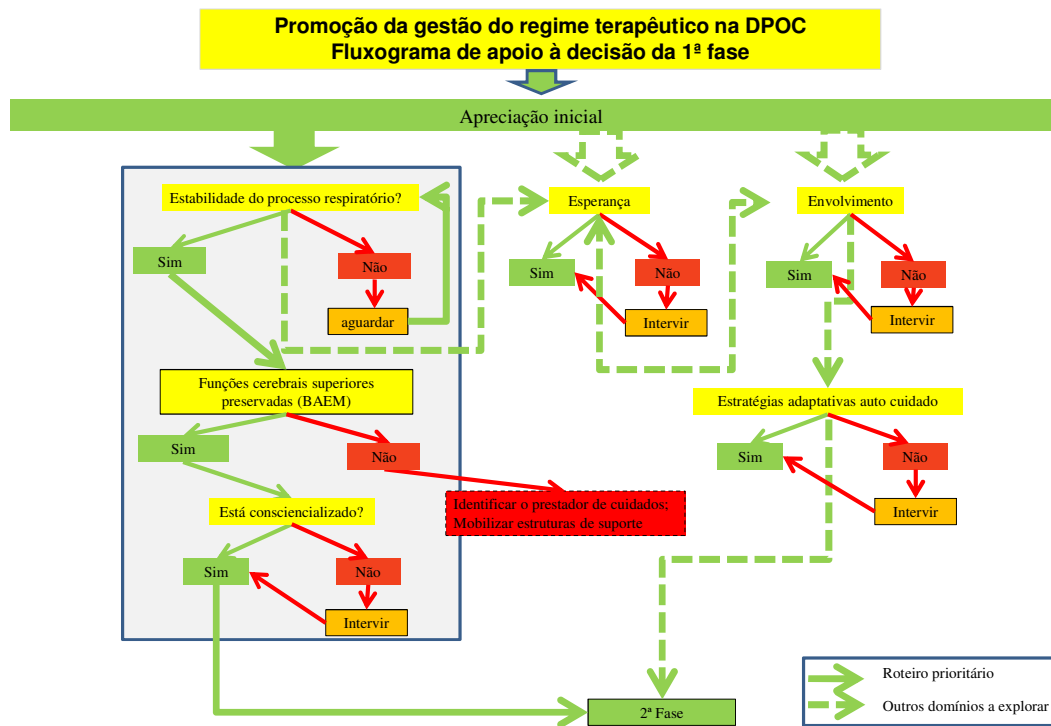 Promoção da gestão do regime terapêutico na DPOC
Fluxograma de apoio à decisão da 1ª fase
Apreciação inicial
Estabilidade do processo respiratório?
Sim
Não
aguardar
Funções cerebrais superiores
preservadas (BAEM)
Sim
Não
Identificar o prestador de cuidados;
Mobilizar estruturas de suporte
Está consciencializado?
Sim
Não
Intervir
Esperança
Sim
Não
Intervir
Envolvimento
Sim
Não
Intervir
Estratégias adaptativas auto cuidado
Sim
Não
Intervir
2ª Fase
Roteiro prioritário
Outros domínios a explorar